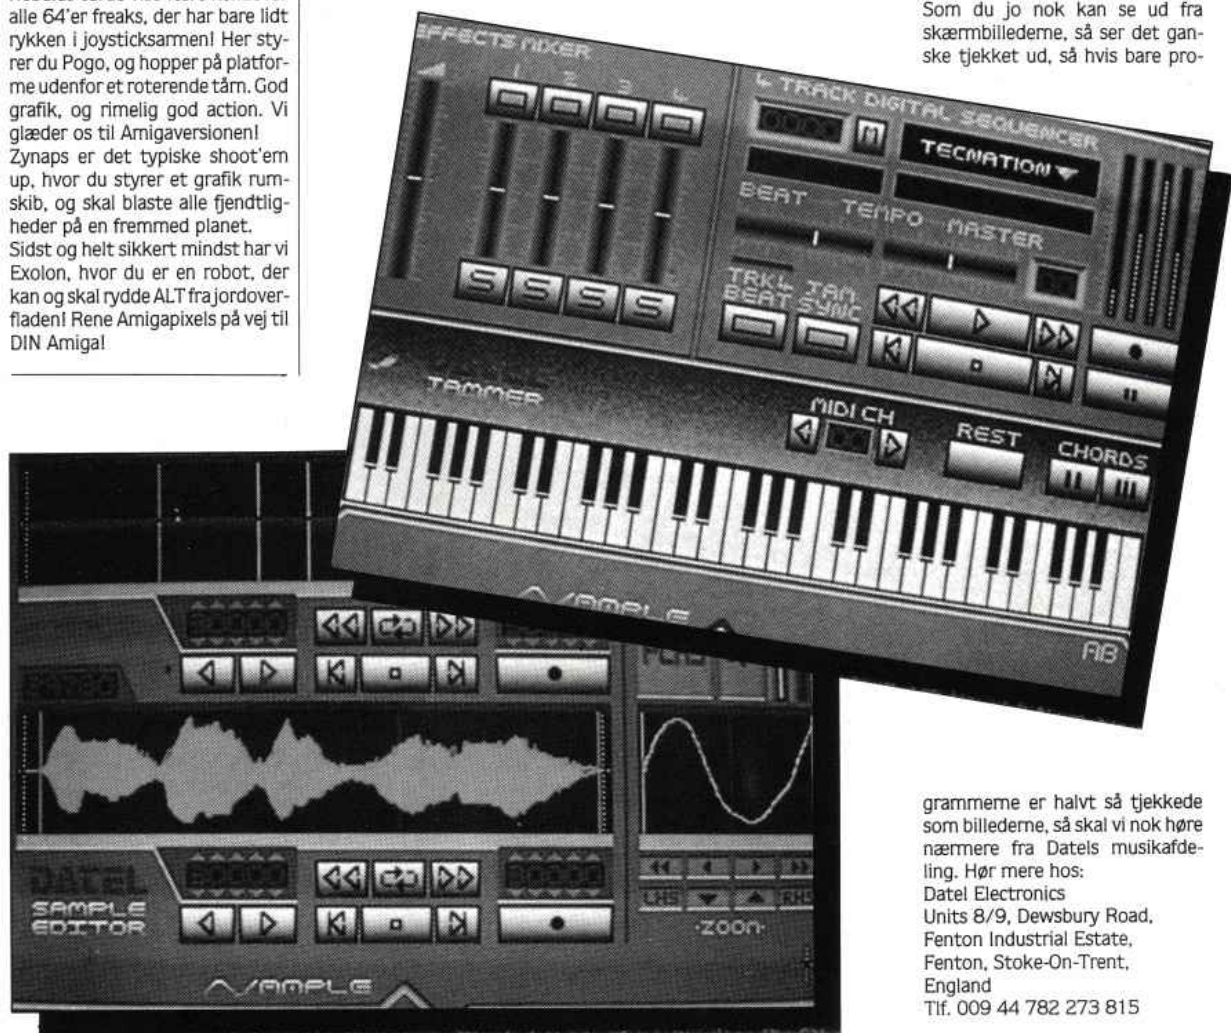 alle 64'er freaks, der har bare lidt
rykken i joysticksarmen! Her sty-
rer du Pogo, og hopper på platfor-
me udenfor et roterende tårn. God
grafik, og rimelig god action. Vi
glæder os til Amigaversionen!
Zynaps er det typiske shoot'em
up, hvor du styrer et grafik rum-
skib, og skal blaste alle fjendtlig-
heder på en fremmed planet.
Sidst og helt sikkert mindst har vi
Exolon, hvor du er en robot, der
kan og skal rydde ALT fra jordover-
fladen! Rene Amigapixels på vej til
DIN Amiga!
EFFECTS MIXER
1 2 3 4
S S S S
4 TRACK DIGITAL SEQUENCER
M
TECMATION
BEAT TEMPO MASTER
TRK4 JAM
BEAT SYNC
JAMMER
MIDI CH
REST
CHORDS
SAMPLE
AB
DATEL
SAMPLE
EDITOR
LHS RHS
·ZOOM·
SAMPLE
Som du jo nok kan se ud fra
skærmbillederne, så ser det gan-
ske tjekket ud, så hvis bare pro-
grammerne er halvt så tjekkede
som billederne, så skal vi nok høre
nærmere fra Datels musikafde-
ling. Hør mere hos:
Datel Electronics
Units 8/9, Dewsbury Road,
Fenton Industrial Estate,
Fenton, Stoke-On-Trent,
England
Tlf. 009 44 782 273 815